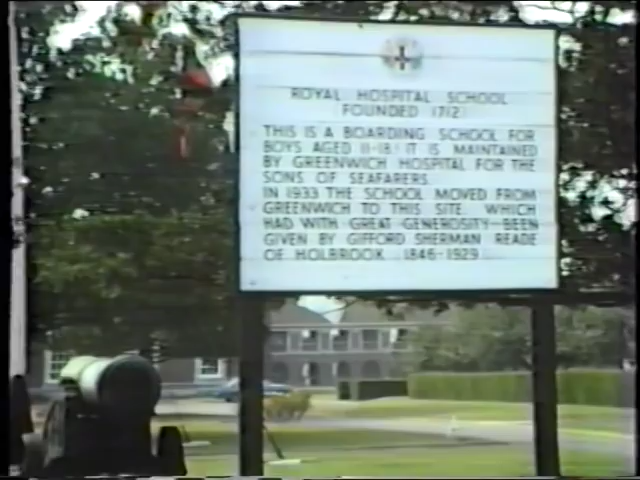 ROYAL HOSPITAL SCHOOL
(FOUNDED 1712)
THIS IS A BOARDING SCHOOL FOR
BOYS AGED 11-18. IT IS MAINTAINED
BY GREENWICH HOSPITAL FOR THE
SONS OF SEAFARERS.
IN 1933 THE SCHOOL MOVED FROM
GREENWICH TO THIS SITE, WHICH
HAD WITH GREAT GENEROSITY BEEN
GIVEN BY GIFFORD SHERMAN READE
OF HOLBROOK 1846-1929